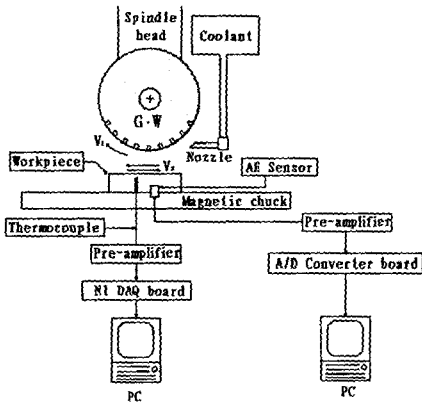 Spindle
head
Coolant
G·W
V₁
Nozzle
Workpiece
V₂
AE Sensor
Magnetic chuck
Thermocouple
Pre-amplifier
Pre-amplifier
A/D Converter board
NI DAQ board
PC
PC